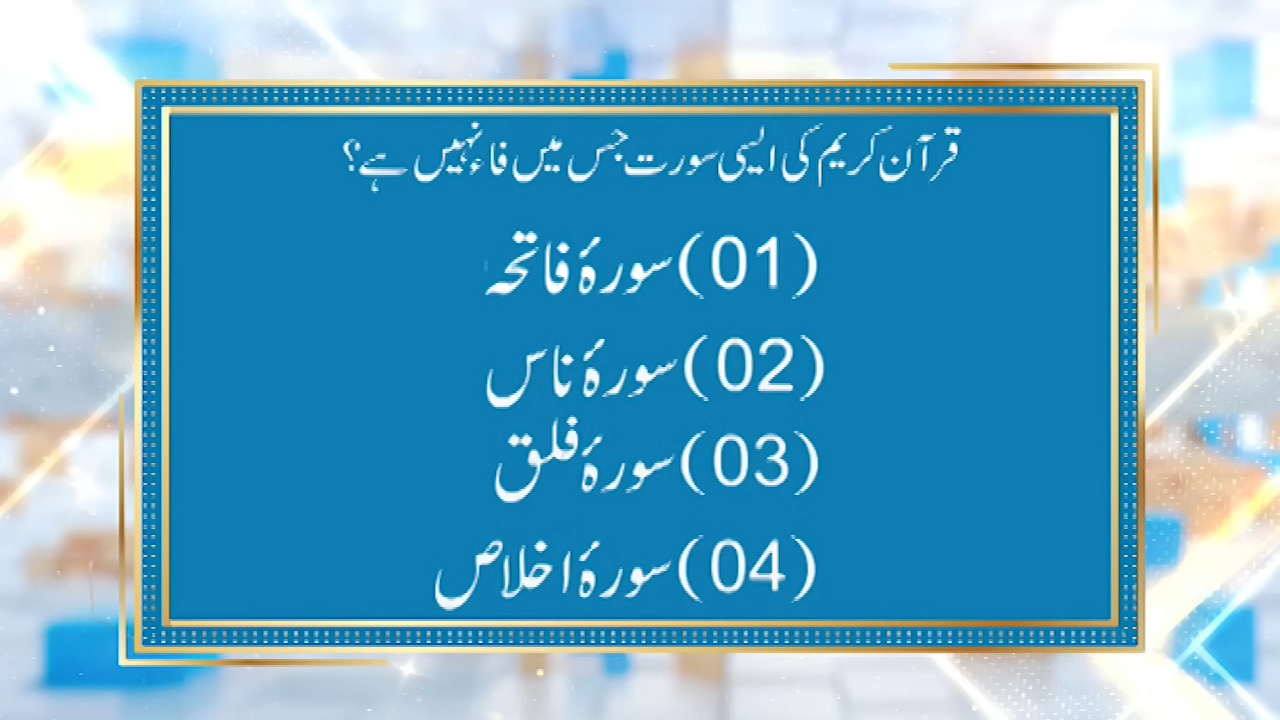 قرآن کریم کی ایسی سورت جس میں فاء نہیں ہے؟
(01) سورۂ فاتحہ
(02) سورۂ ناس
(03) سورۂ فلق
(04) سورۂ اخلاص